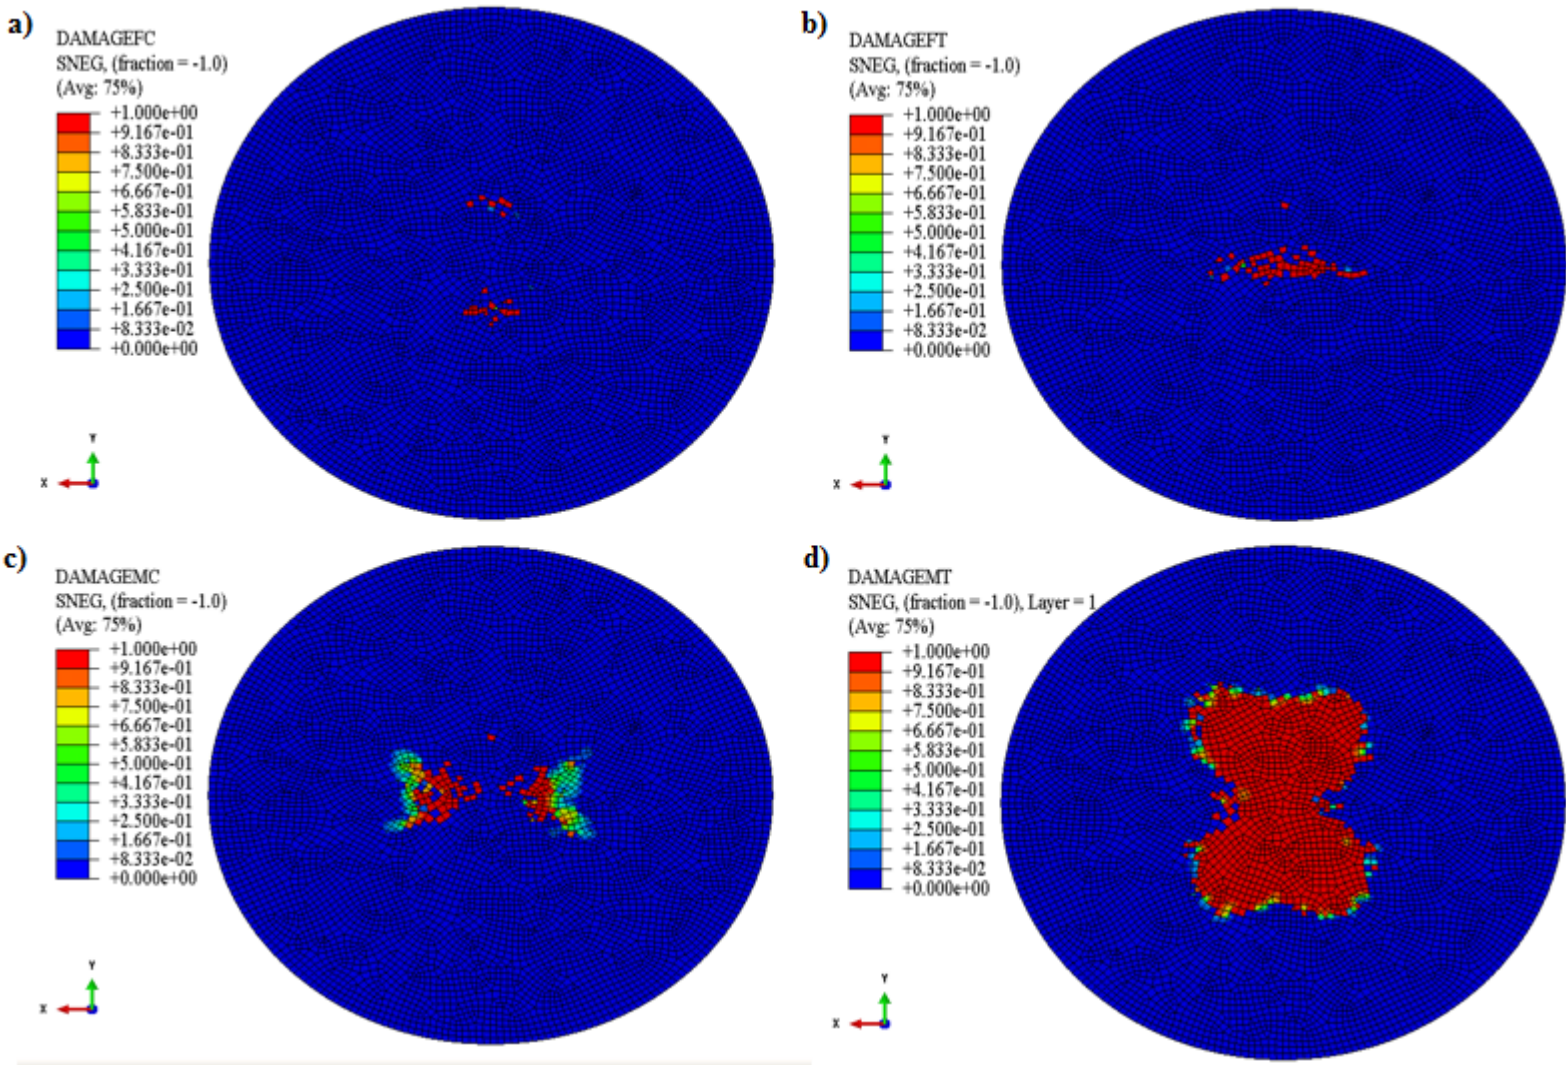 a)
DAMAGEFC
SNEG, (fraction = -1.0)
(Avg: 75%)
+1.000e+00
+9.167e-01
+8.333e-01
+7.500e-01
+6.667e-01
+5.833e-01
+5.000e-01
+4.167e-01
+3.333e-01
+2.500e-01
+1.667e-01
+8.333e-02
+0.000e+00
Y
X
b)
DAMAGEFT
SNEG, (fraction = -1.0)
(Avg: 75%)
+1.000e+00
+9.167e-01
+8.333e-01
+7.500e-01
+6.667e-01
+5.833e-01
+5.000e-01
+4.167e-01
+3.333e-01
+2.500e-01
+1.667e-01
+8.333e-02
+0.000e+00
Y
X
c)
DAMAGEMC
SNEG, (fraction = -1.0)
(Avg: 75%)
+1.000e+00
+9.167e-01
+8.333e-01
+7.500e-01
+6.667e-01
+5.833e-01
+5.000e-01
+4.167e-01
+3.333e-01
+2.500e-01
+1.667e-01
+8.333e-02
+0.000e+00
Y
X
d)
DAMAGEMT
SNEG, (fraction = -1.0), Layer = 1
(Avg: 75%)
+1.000e+00
+9.167e-01
+8.333e-01
+7.500e-01
+6.667e-01
+5.833e-01
+5.000e-01
+4.167e-01
+3.333e-01
+2.500e-01
+1.667e-01
+8.333e-02
+0.000e+00
Y
X